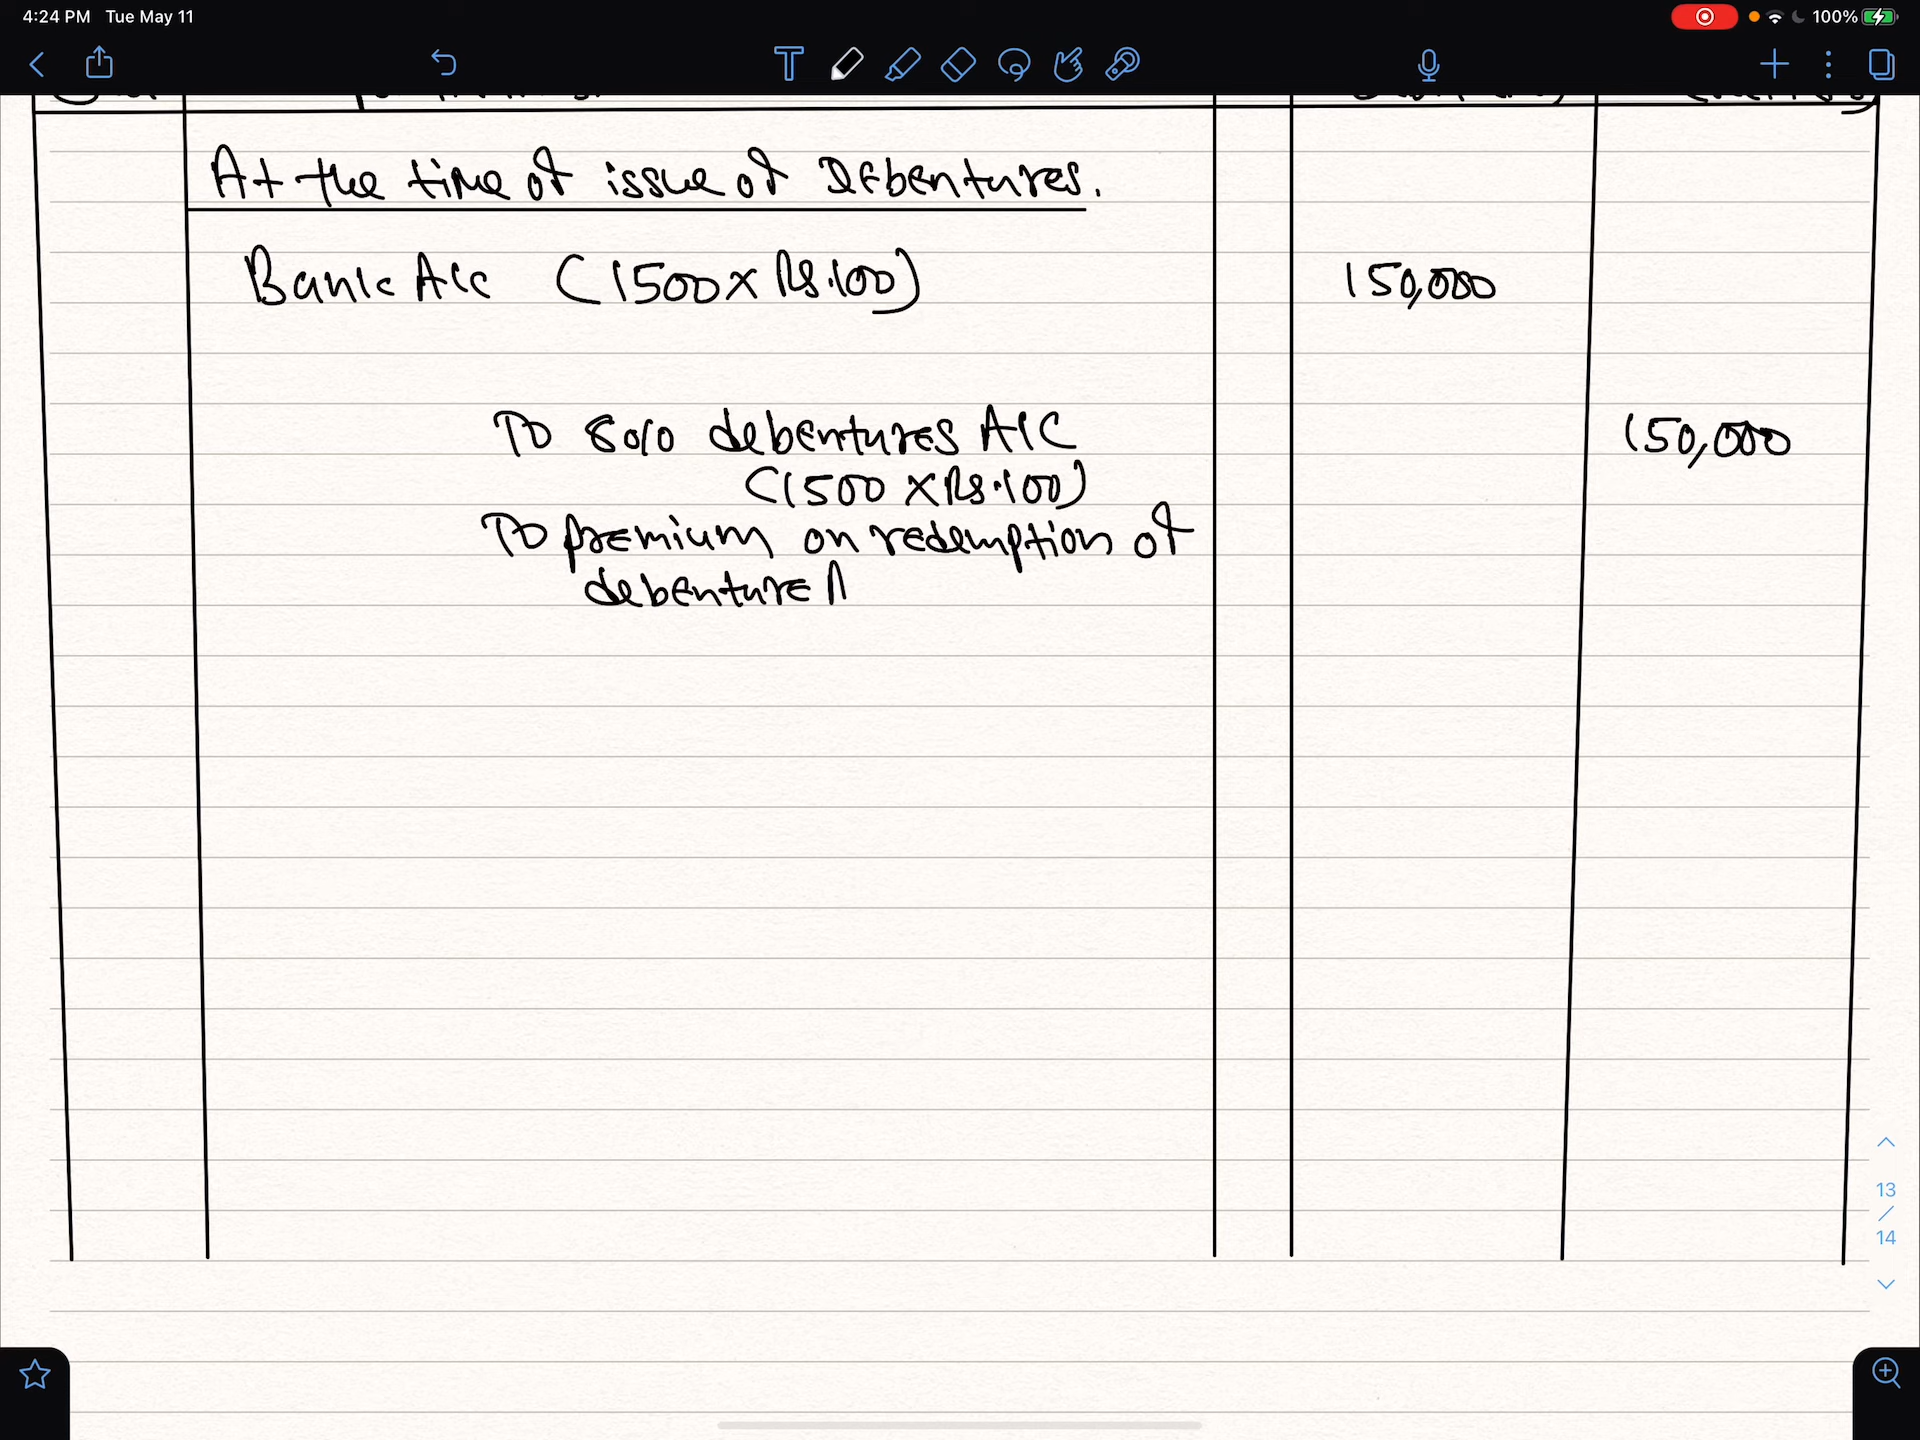 4:24 PM Tue May 11
100%
At the time of issue of Debentures.
Bank A/c (1500 x Rs.100) 150,000
To 8% debentures A/C 150,000
(1500 x Rs.100)
To premium on redemption of
debenture
13
/
14